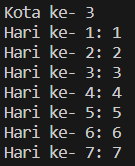 Kota ke- 3
Hari ke- 1: 1
Hari ke- 2: 2
Hari ke- 3: 3
Hari ke- 4: 4
Hari ke- 5: 5
Hari ke- 6: 6
Hari ke- 7: 7